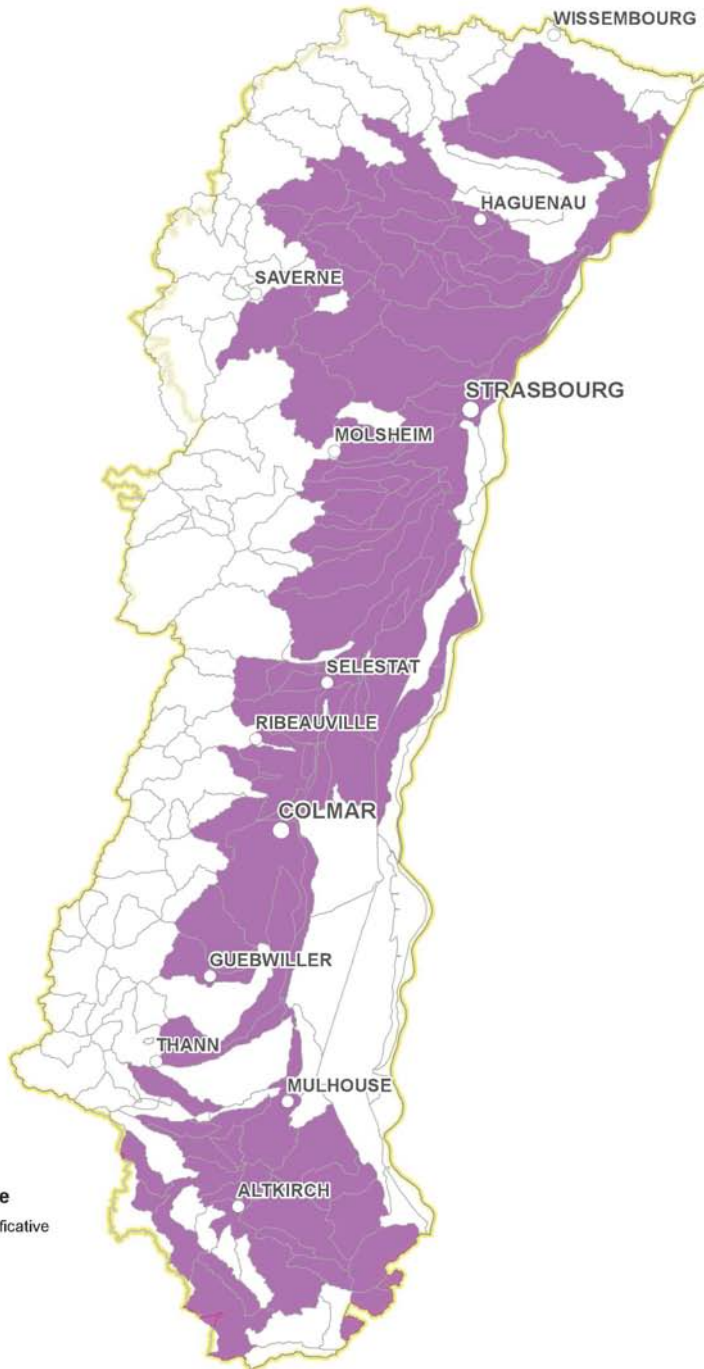 WISSEMBOURG
HAGUENAU
SAVERNE
STRASBOURG
MOLSHEIM
SELESTAT
RIBEAUVILLE
COLMAR
GUEBWILLER
THANN
MULHOUSE
ALTKIRCH
e
ficative